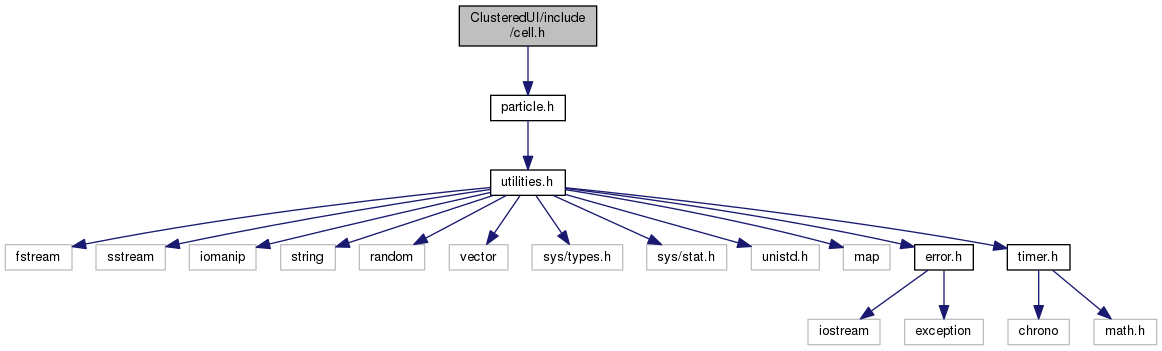 ClusteredUI/include
/cell.h
particle.h
utilities.h
fstream
sstream
iomanip
string
random
vector
sys/types.h
sys/stat.h
unistd.h
map
error.h
timer.h
iostream
exception
chrono
math.h